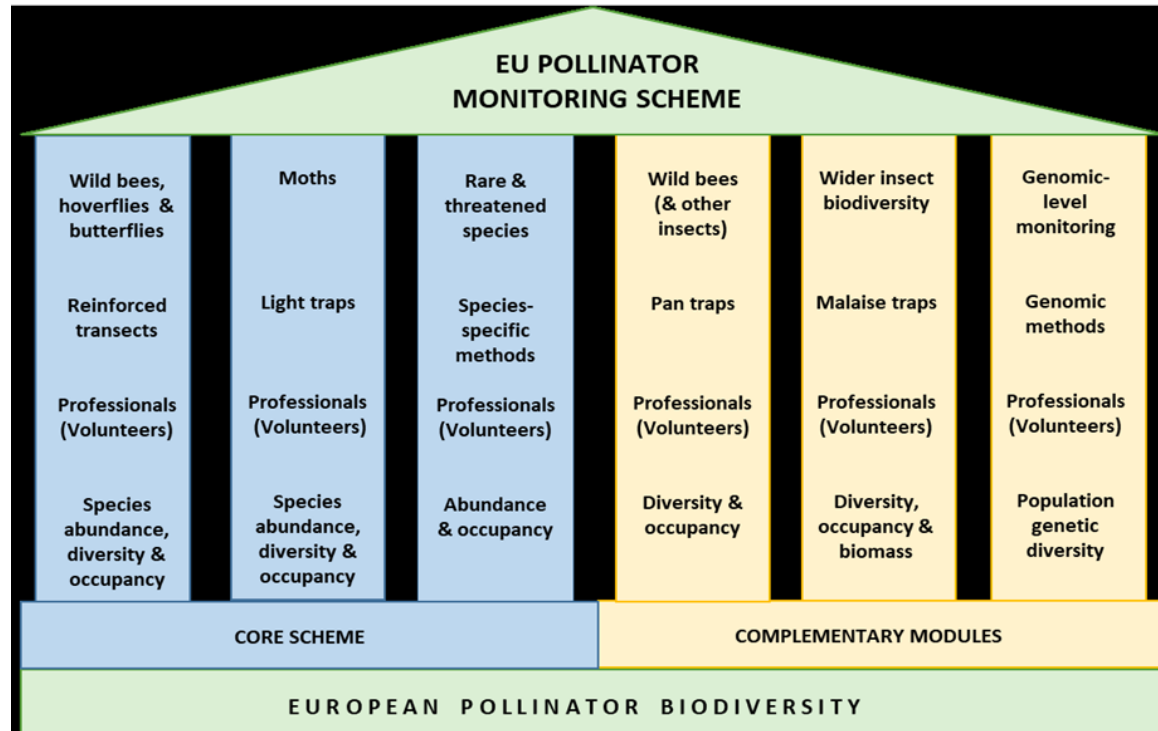 EU POLLINATOR
MONITORING SCHEME
Wild bees,
hoverflies &
butterflies
Reinforced
transects
Professionals
(Volunteers)
Species
abundance,
diversity &
occupancy
Moths
Light traps
Professionals
(Volunteers)
Species
abundance,
diversity &
occupancy
Rare &
threatened
species
Species-
specific
methods
Professionals
(Volunteers)
Abundance
& occupancy
Wild bees
(& other
insects)
Pan traps
Professionals
(Volunteers)
Diversity &
occupancy
Wider insect
biodiversity
Malaise traps
Professionals
(Volunteers)
Diversity,
occupancy &
biomass
Genomic-
level
monitoring
Genomic
methods
Professionals
(Volunteers)
Population
genetic
diversity
CORE SCHEME
COMPLEMENTARY MODULES
EUROPEAN POLLINATOR BIODIVERSITY